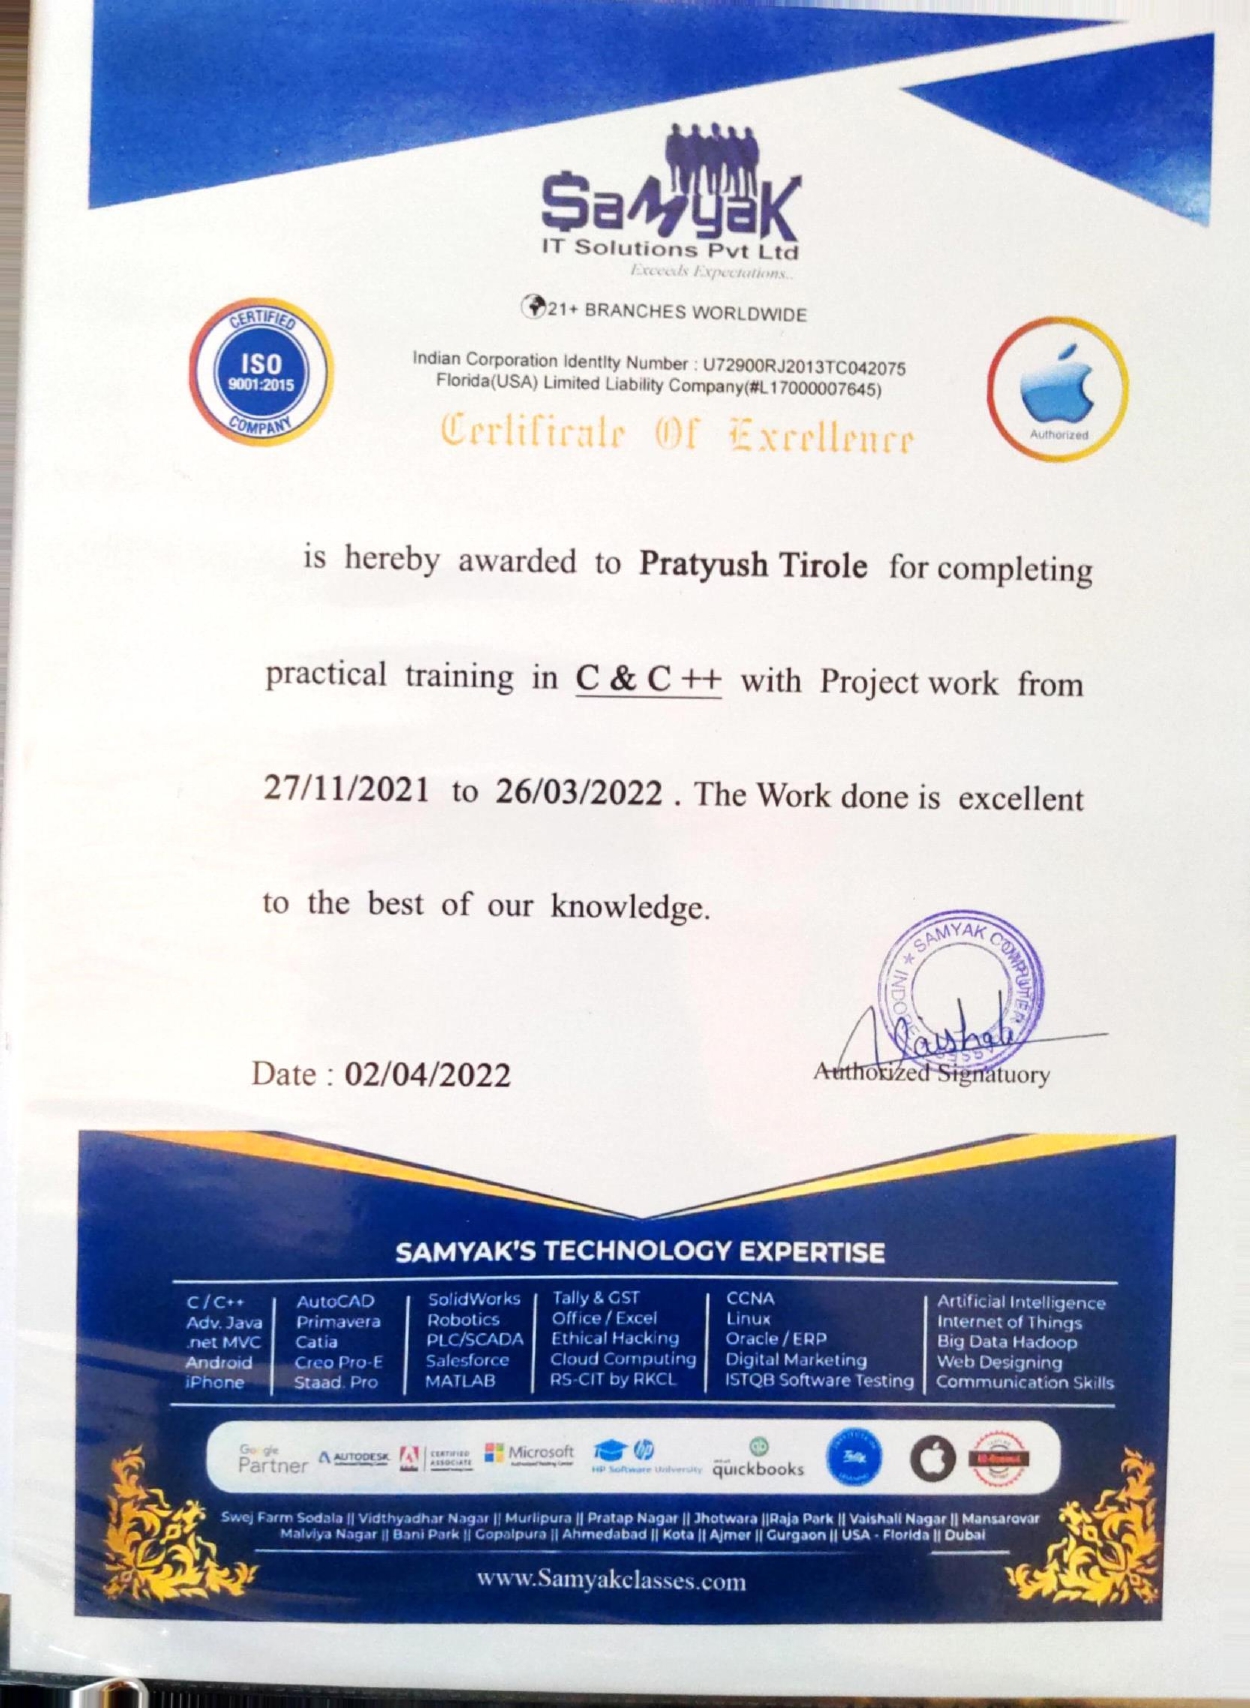 SaMyaK
IT Solutions Pvt Ltd
Exceeds Expectations..
21+ BRANCHES WORLDWIDE
CERTIFIED
ISO
9001:2015
COMPANY
Indian Corporation Identity Number : U72900RJ2013TC042075
Florida(USA) Limited Liability Company(#L17000007645)
Authorized
Certificate Of Excellence
is hereby awarded to Pratyush Tirole for completing
practical training in C & C ++ with Project work from
27/11/2021 to 26/03/2022 . The Work done is excellent
to the best of our knowledge.
SAMYAK COMPUTER CLASSES INDORE
Vaishali
Date : 02/04/2022
Authorized Signatuory
SAMYAK'S TECHNOLOGY EXPERTISE
C / C++ AutoCAD SolidWorks Tally & GST CCNA Artificial Intelligence
Adv. Java Primavera Robotics Office / Excel Linux Internet of Things
.net MVC Catia PLC/SCADA Ethical Hacking Oracle / ERP Big Data Hadoop
Android Creo Pro-E Salesforce Cloud Computing Digital Marketing Web Designing
iPhone Staad. Pro MATLAB RS-CIT by RKCL ISTQB Software Testing Communication Skills
Google Partner
AUTODESK
CERTIFIED ASSOCIATE
Microsoft
hp
HP Software University
qb
quickbooks
Tally
Swej Farm Sodala || Vidthyadhar Nagar || Murlipura || Pratap Nagar || Jhotwara ||Raja Park || Vaishali Nagar || Mansarovar
Malviya Nagar || Bani Park || Gopalpura || Ahmedabad || Kota || Ajmer || Gurgaon || USA - Florida || Dubai
www.Samyakclasses.com